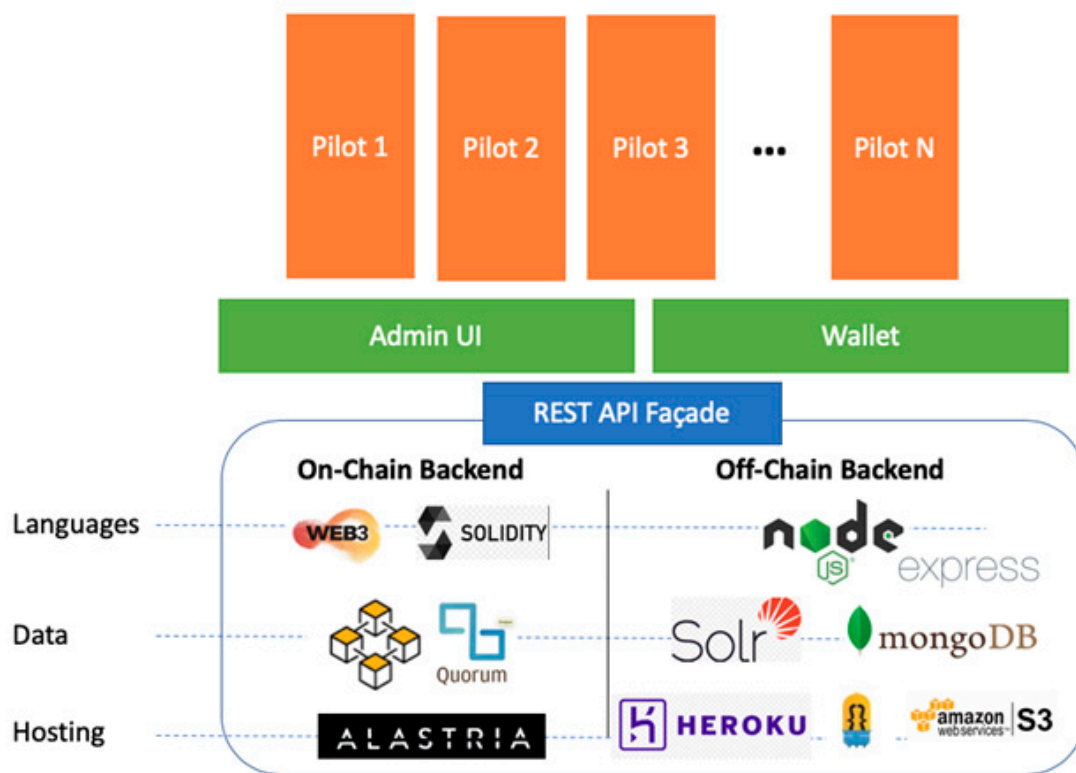 Pilot 1
Pilot 2
Pilot 3
...
Pilot N
Admin UI
Wallet
REST API Façade
On-Chain Backend
Off-Chain Backend
Languages
WEB3
SOLIDITY
node
JS
express
Data
Quorum
Solr
mongoDB
Hosting
ALASTRIA
HEROKU
amazon
webservices™
S3